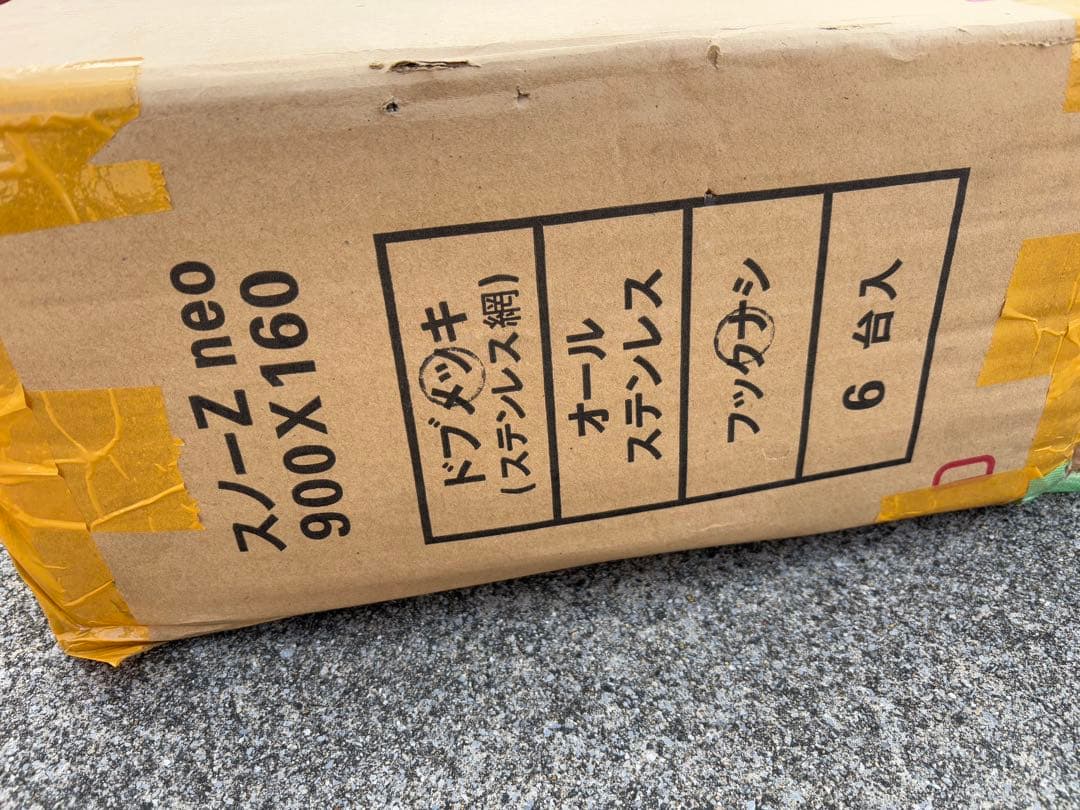 スノーZ neo
900X160
ドブメッキ
(ステンレス網)
オール
ステンレス
フックナシ
6 台入